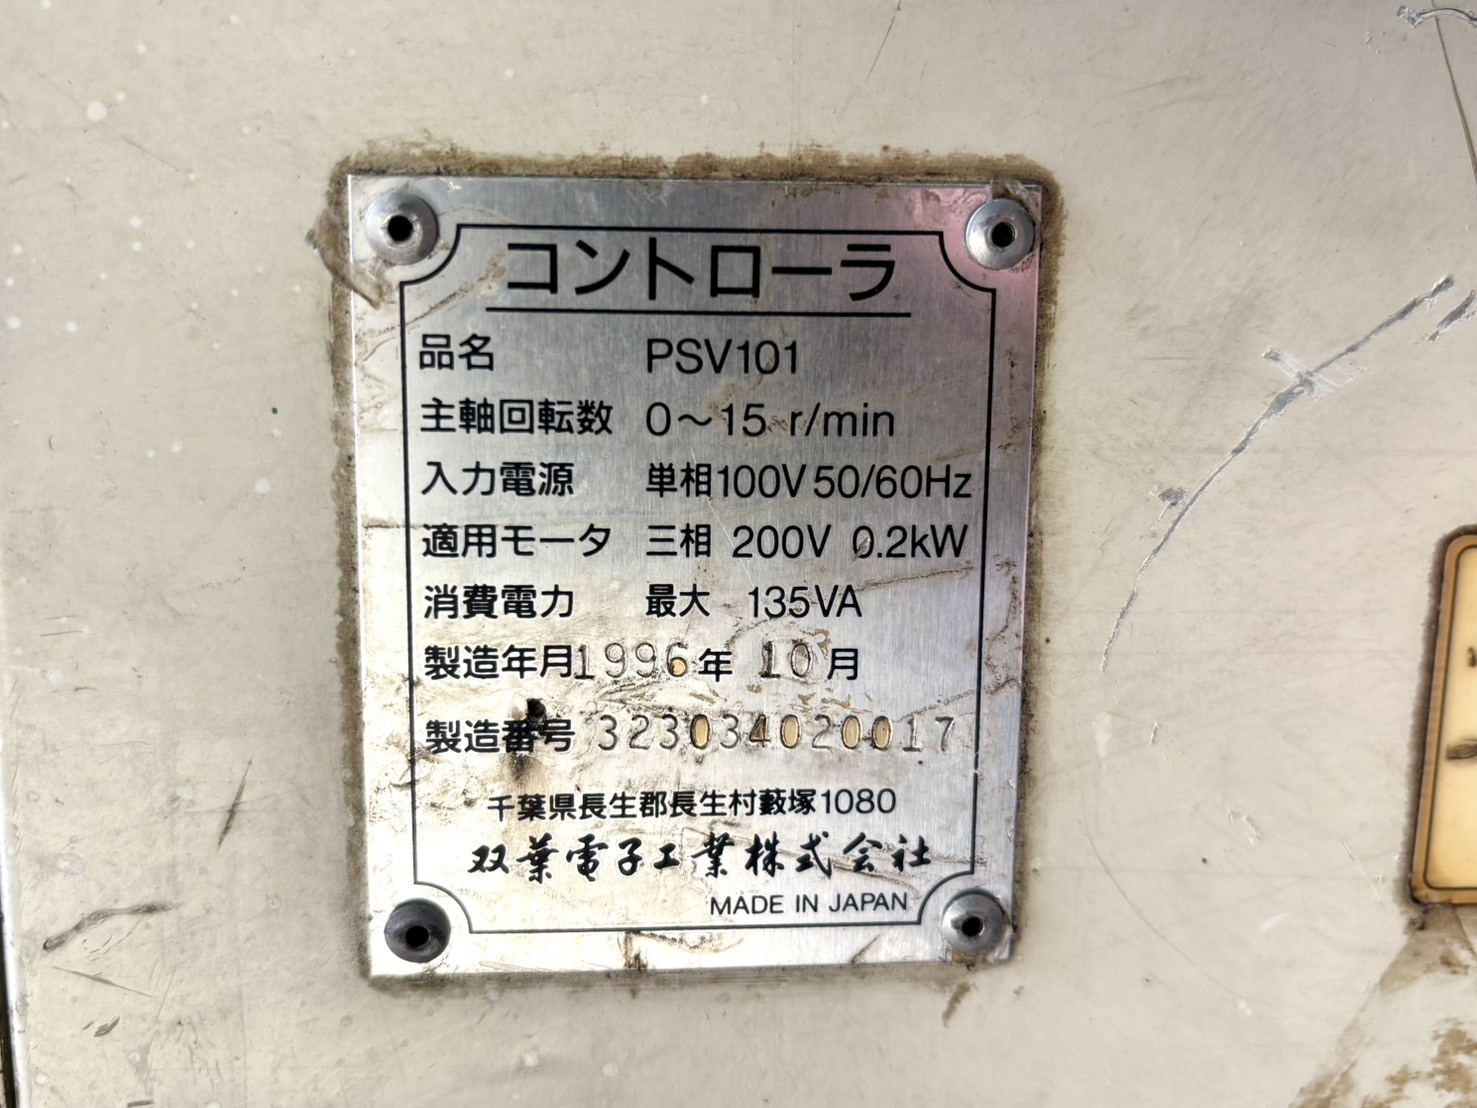 コントローラ
品名 PSV101
主軸回転数 0～15 r/min
入力電源 単相100V 50/60Hz
適用モータ 三相 200V 0.2kW
消費電力 最大 135VA
製造年月 1996年 10月
製造番号 323034020017
千葉県長生郡長生村藪塚1080
双葉電子工業株式会社
MADE IN JAPAN